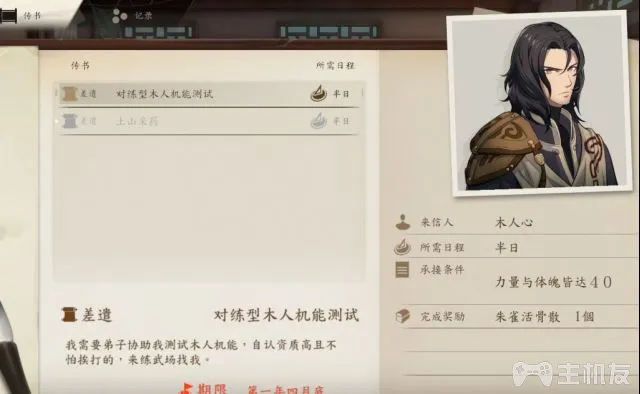 传书
记录
传书 所需日程
差遣 对练型木人机能测试 半日
差遣 上山采药 半日
来信人 木人心
所需日程 半日
承接条件
力量与体魄皆达40
完成奖励 朱雀活骨散 1個
差遣 对练型木人机能测试
我需要弟子协助我测试木人机能，自认资质高且不
怕挨打的，来练武场找我。
期限 第一年四月底
主机友